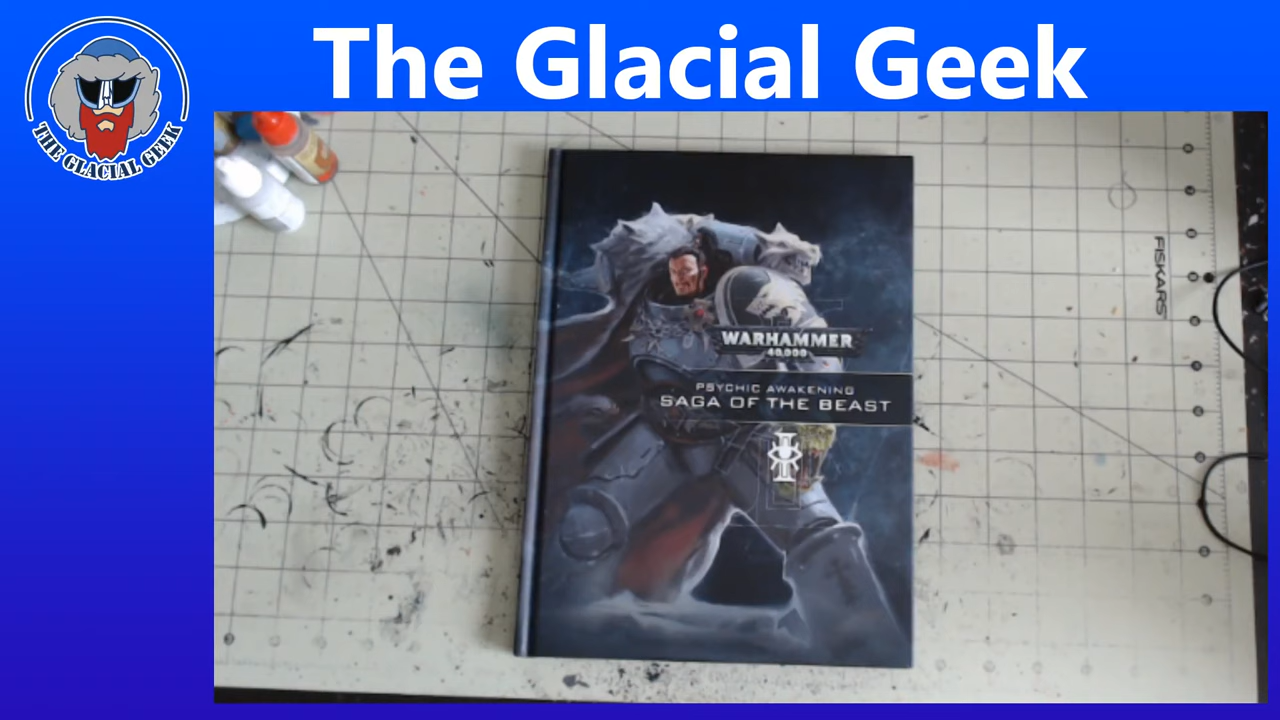 The Glacial Geek
THE GLACIAL GEEK
FISKARS
WARHAMMER
40,000
PSYCHIC AWAKENING
SAGA OF THE BEAST